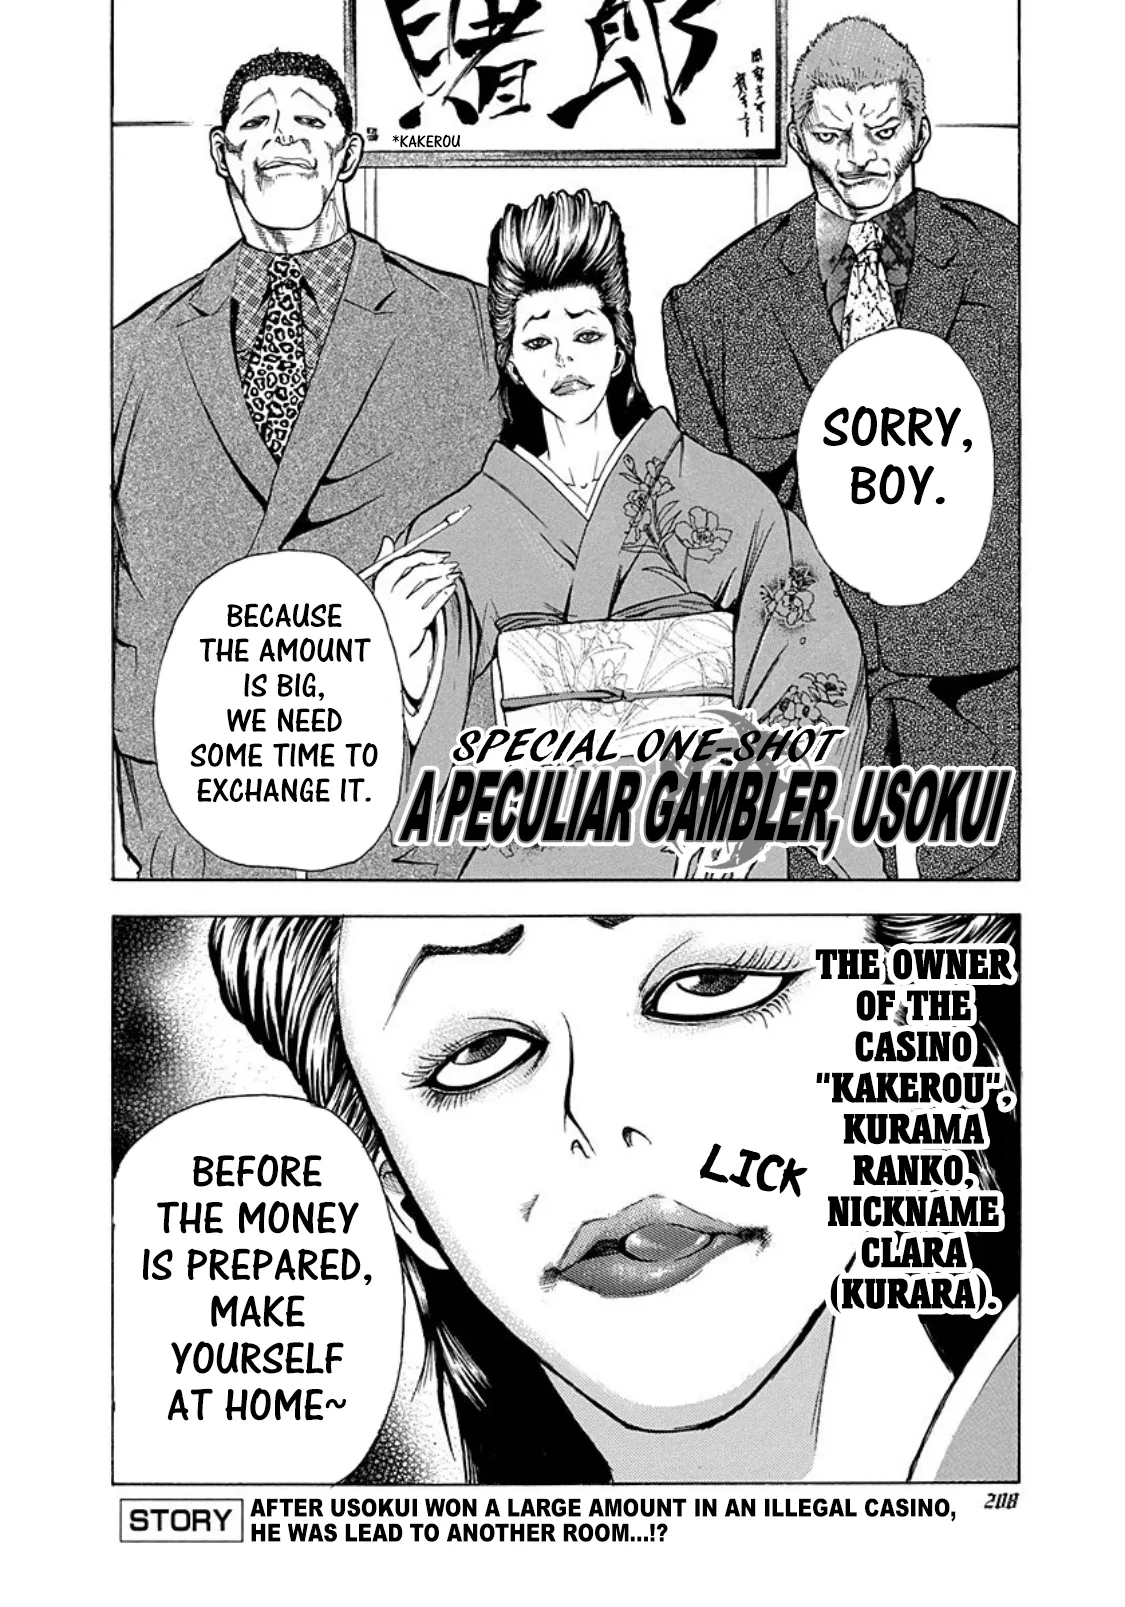 賭郎
*KAKEROU
SORRY,
BOY.
BECAUSE
THE AMOUNT
IS BIG,
WE NEED
SOME TIME TO
EXCHANGE IT.
SPECIAL ONE-SHOT
A PECULIAR GAMBLER, USOKUI
THE OWNER
OF THE
CASINO
"KAKEROU",
KURAMA
RANKO,
NICKNAME
CLARA
(KURARA).
LICK
BEFORE
THE MONEY
IS PREPARED,
MAKE
YOURSELF
AT HOME~
STORY
AFTER USOKUI WON A LARGE AMOUNT IN AN ILLEGAL CASINO,
HE WAS LEAD TO ANOTHER ROOM...!?
208